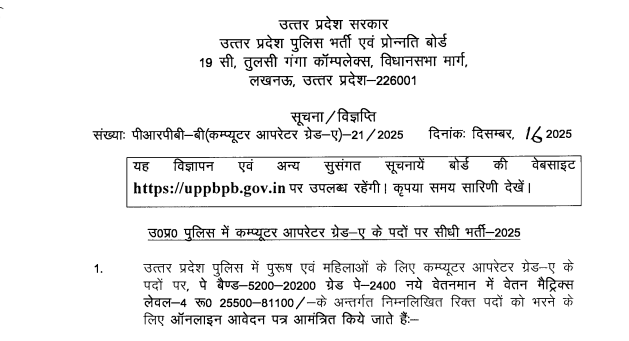 उत्तर प्रदेश सरकार
उत्तर प्रदेश पुलिस भर्ती एवं प्रोन्नति बोर्ड
19 सी, तुलसी गंगा कॉम्पलेक्स, विधानसभा मार्ग,
लखनऊ, उत्तर प्रदेश–226001
सूचना/विज्ञप्ति
संख्याः पीआरपीबी–बी(कम्प्यूटर आपरेटर ग्रेड–ए)–21/2025 दिनांकः दिसम्बर, 16 2025
यह विज्ञापन एवं अन्य सुसंगत सूचनायें बोर्ड की वेबसाइट
https://uppbpb.gov.in पर उपलब्ध रहेंगी। कृपया समय सारिणी देखें।
उ0प्र0 पुलिस में कम्प्यूटर आपरेटर ग्रेड–ए के पदों पर सीधी भर्ती–2025
1. उत्तर प्रदेश पुलिस में पुरूष एवं महिलाओं के लिए कम्प्यूटर आपरेटर ग्रेड–ए के
पदों पर, पे बैण्ड–5200–20200 ग्रेड पे–2400 नये वेतनमान में वेतन मैट्रिक्स
लेवल–4 रू0 25500–81100/–के अन्तर्गत निम्नलिखित रिक्त पदों को भरने के
लिए ऑनलाइन आवेदन पत्र आमंत्रित किये जाते हैंः–